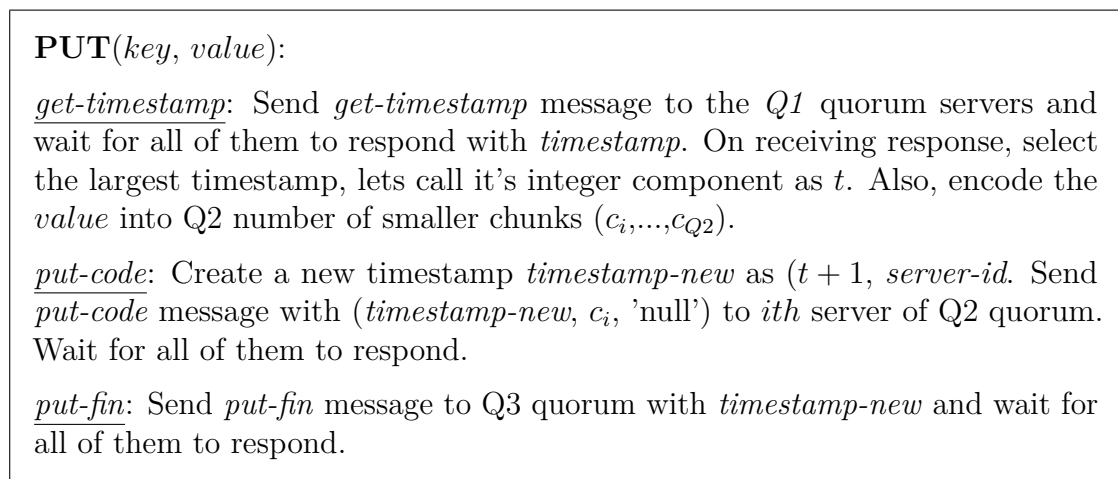 PUT(key, value):
get-timestamp: Send get-timestamp message to the Q1 quorum servers and
wait for all of them to respond with timestamp. On receiving response, select
the largest timestamp, lets call it's integer component as t. Also, encode the
value into Q2 number of smaller chunks (c_i,...,c_{Q2}).
put-code: Create a new timestamp timestamp-new as (t + 1, server-id. Send
put-code message with (timestamp-new, c_i, 'null') to ith server of Q2 quorum.
Wait for all of them to respond.
put-fin: Send put-fin message to Q3 quorum with timestamp-new and wait for
all of them to respond.